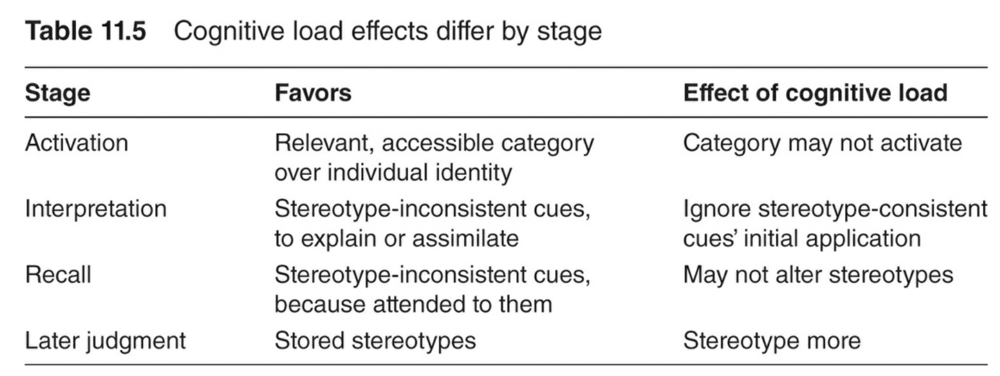 Table 11.5 Cognitive load effects differ by stage
Stage Favors Effect of cognitive load
Activation Relevant, accessible category Category may not activate
over individual identity
Interpretation Stereotype-inconsistent cues, Ignore stereotype-consistent
to explain or assimilate cues’ initial application
Recall Stereotype-inconsistent cues, May not alter stereotypes
because attended to them
Later judgment Stored stereotypes Stereotype more